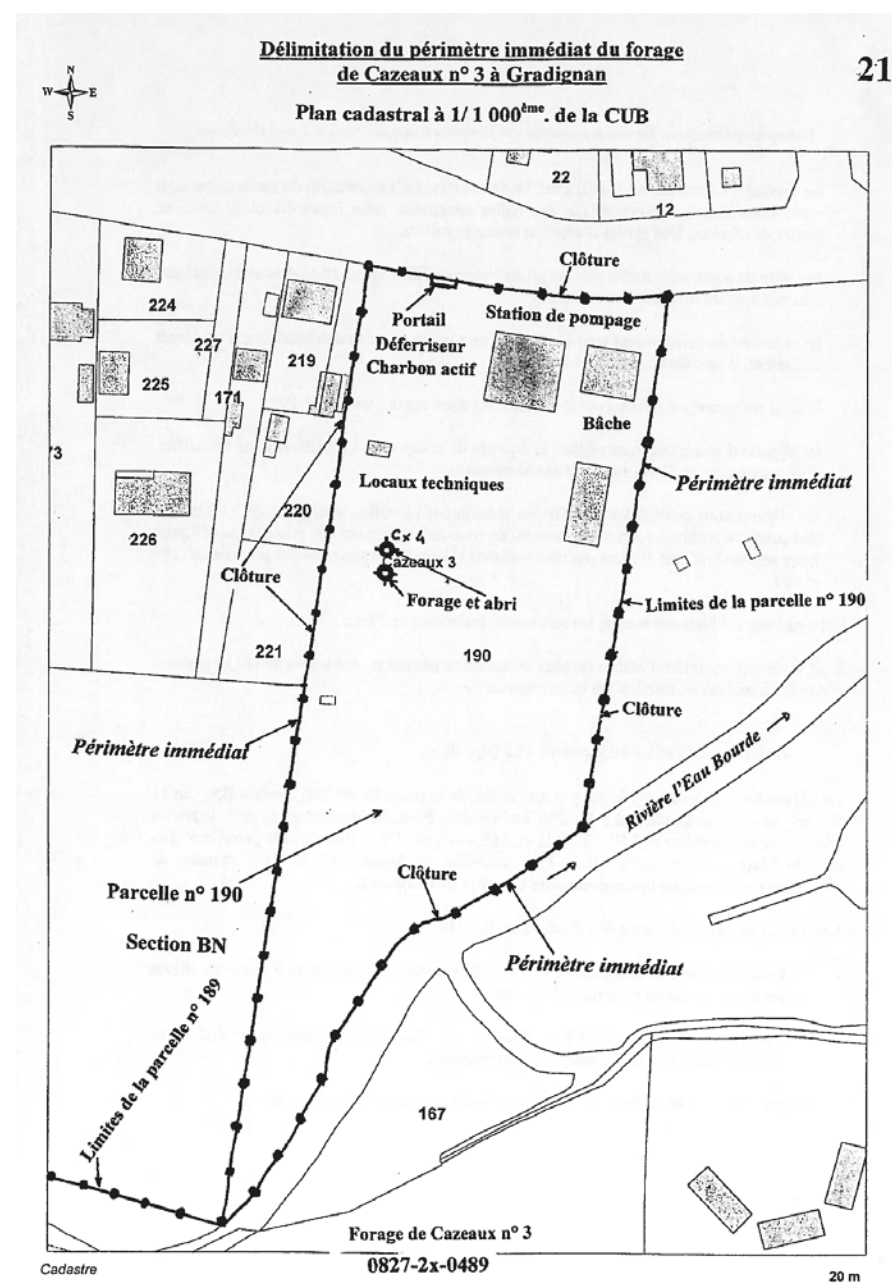 Délimitation du périmètre immédiat du forage
de Cazeaux n° 3 à Gradignan
21
N
W E
S
Plan cadastral à 1/ 1 000ème. de la CUB
22
12
Clôture
224
227
Portail
Station de pompage
219
Déferriseur
Charbon actif
225
171
Bâche
73
Locaux techniques
Périmètre immédiat
220
226
C x 4
Clôture
Cazeaux 3
Forage et abri
Limites de la parcelle n° 190
221
190
Clôture
Périmètre immédiat
Rivière l'Eau Bourde
Clôture
Parcelle n° 190
Section BN
Périmètre immédiat
Limites de la parcelle n° 189
167
Forage de Cazeaux n° 3
Cadastre
0827-2x-0489
20 m